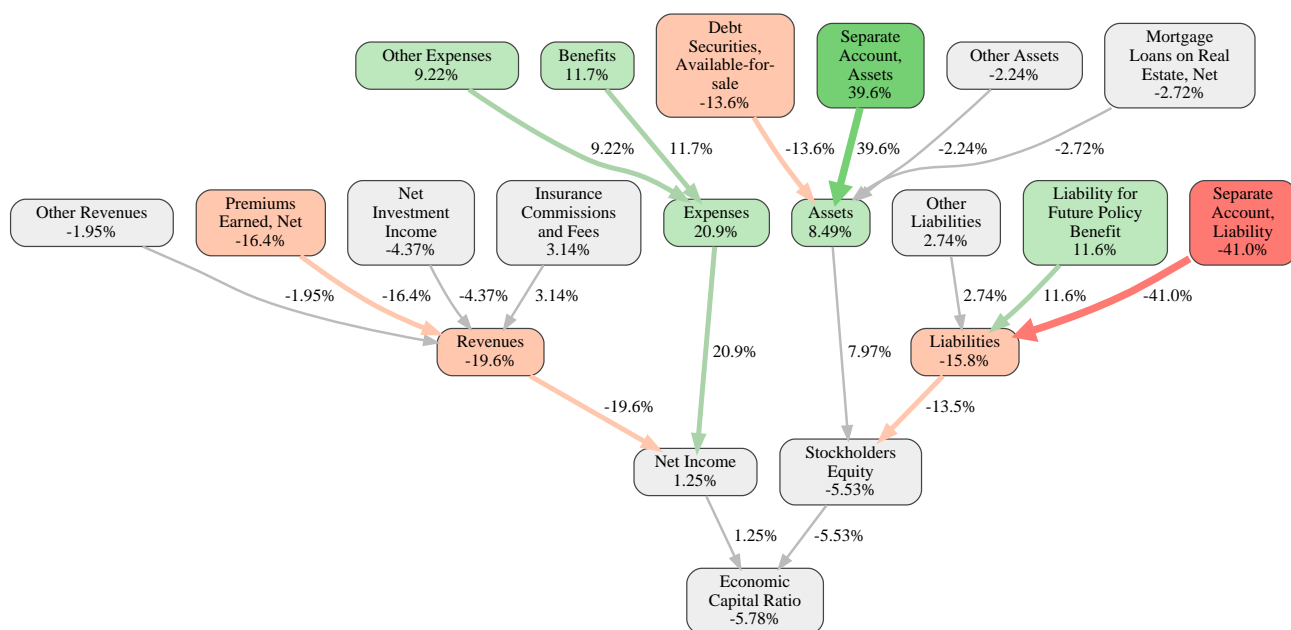 Other Expenses
9.22%
Benefits
11.7%
Debt
Securities,
Available-for-
sale
-13.6%
Separate
Account,
Assets
39.6%
Other Assets
-2.24%
Mortgage
Loans on Real
Estate, Net
-2.72%
9.22%
11.7%
-13.6%
39.6%
-2.24%
-2.72%
Other Revenues
-1.95%
Premiums
Earned, Net
-16.4%
Net
Investment
Income
-4.37%
Insurance
Commissions
and Fees
3.14%
Expenses
20.9%
Assets
8.49%
Other
Liabilities
2.74%
Liability for
Future Policy
Benefit
11.6%
Separate
Account,
Liability
-41.0%
-1.95%
-16.4%
-4.37%
3.14%
2.74%
11.6%
-41.0%
Revenues
-19.6%
20.9%
7.97%
Liabilities
-15.8%
-19.6%
-13.5%
Net Income
1.25%
Stockholders
Equity
-5.53%
1.25%
-5.53%
Economic
Capital Ratio
-5.78%